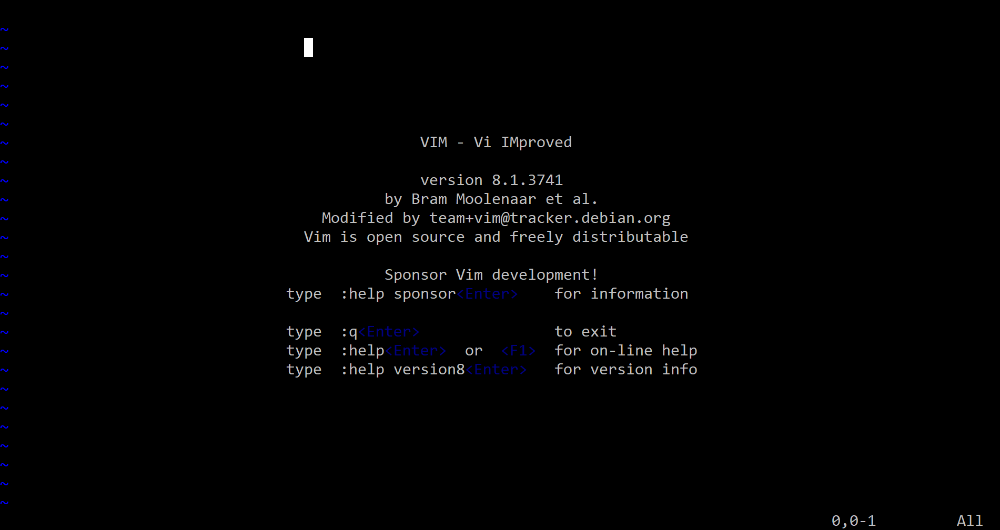 ~
~
~
~
~
~
~ VIM - Vi IMproved
~
~ version 8.1.3741
~ by Bram Moolenaar et al.
~ Modified by team+vim@tracker.debian.org
~ Vim is open source and freely distributable
~
~ Sponsor Vim development!
~ type :help sponsor<Enter> for information
~
~ type :q<Enter> to exit
~ type :help<Enter> or <F1> for on-line help
~ type :help version8<Enter> for version info
~
~
~
~
~
~
~
0,0-1 All